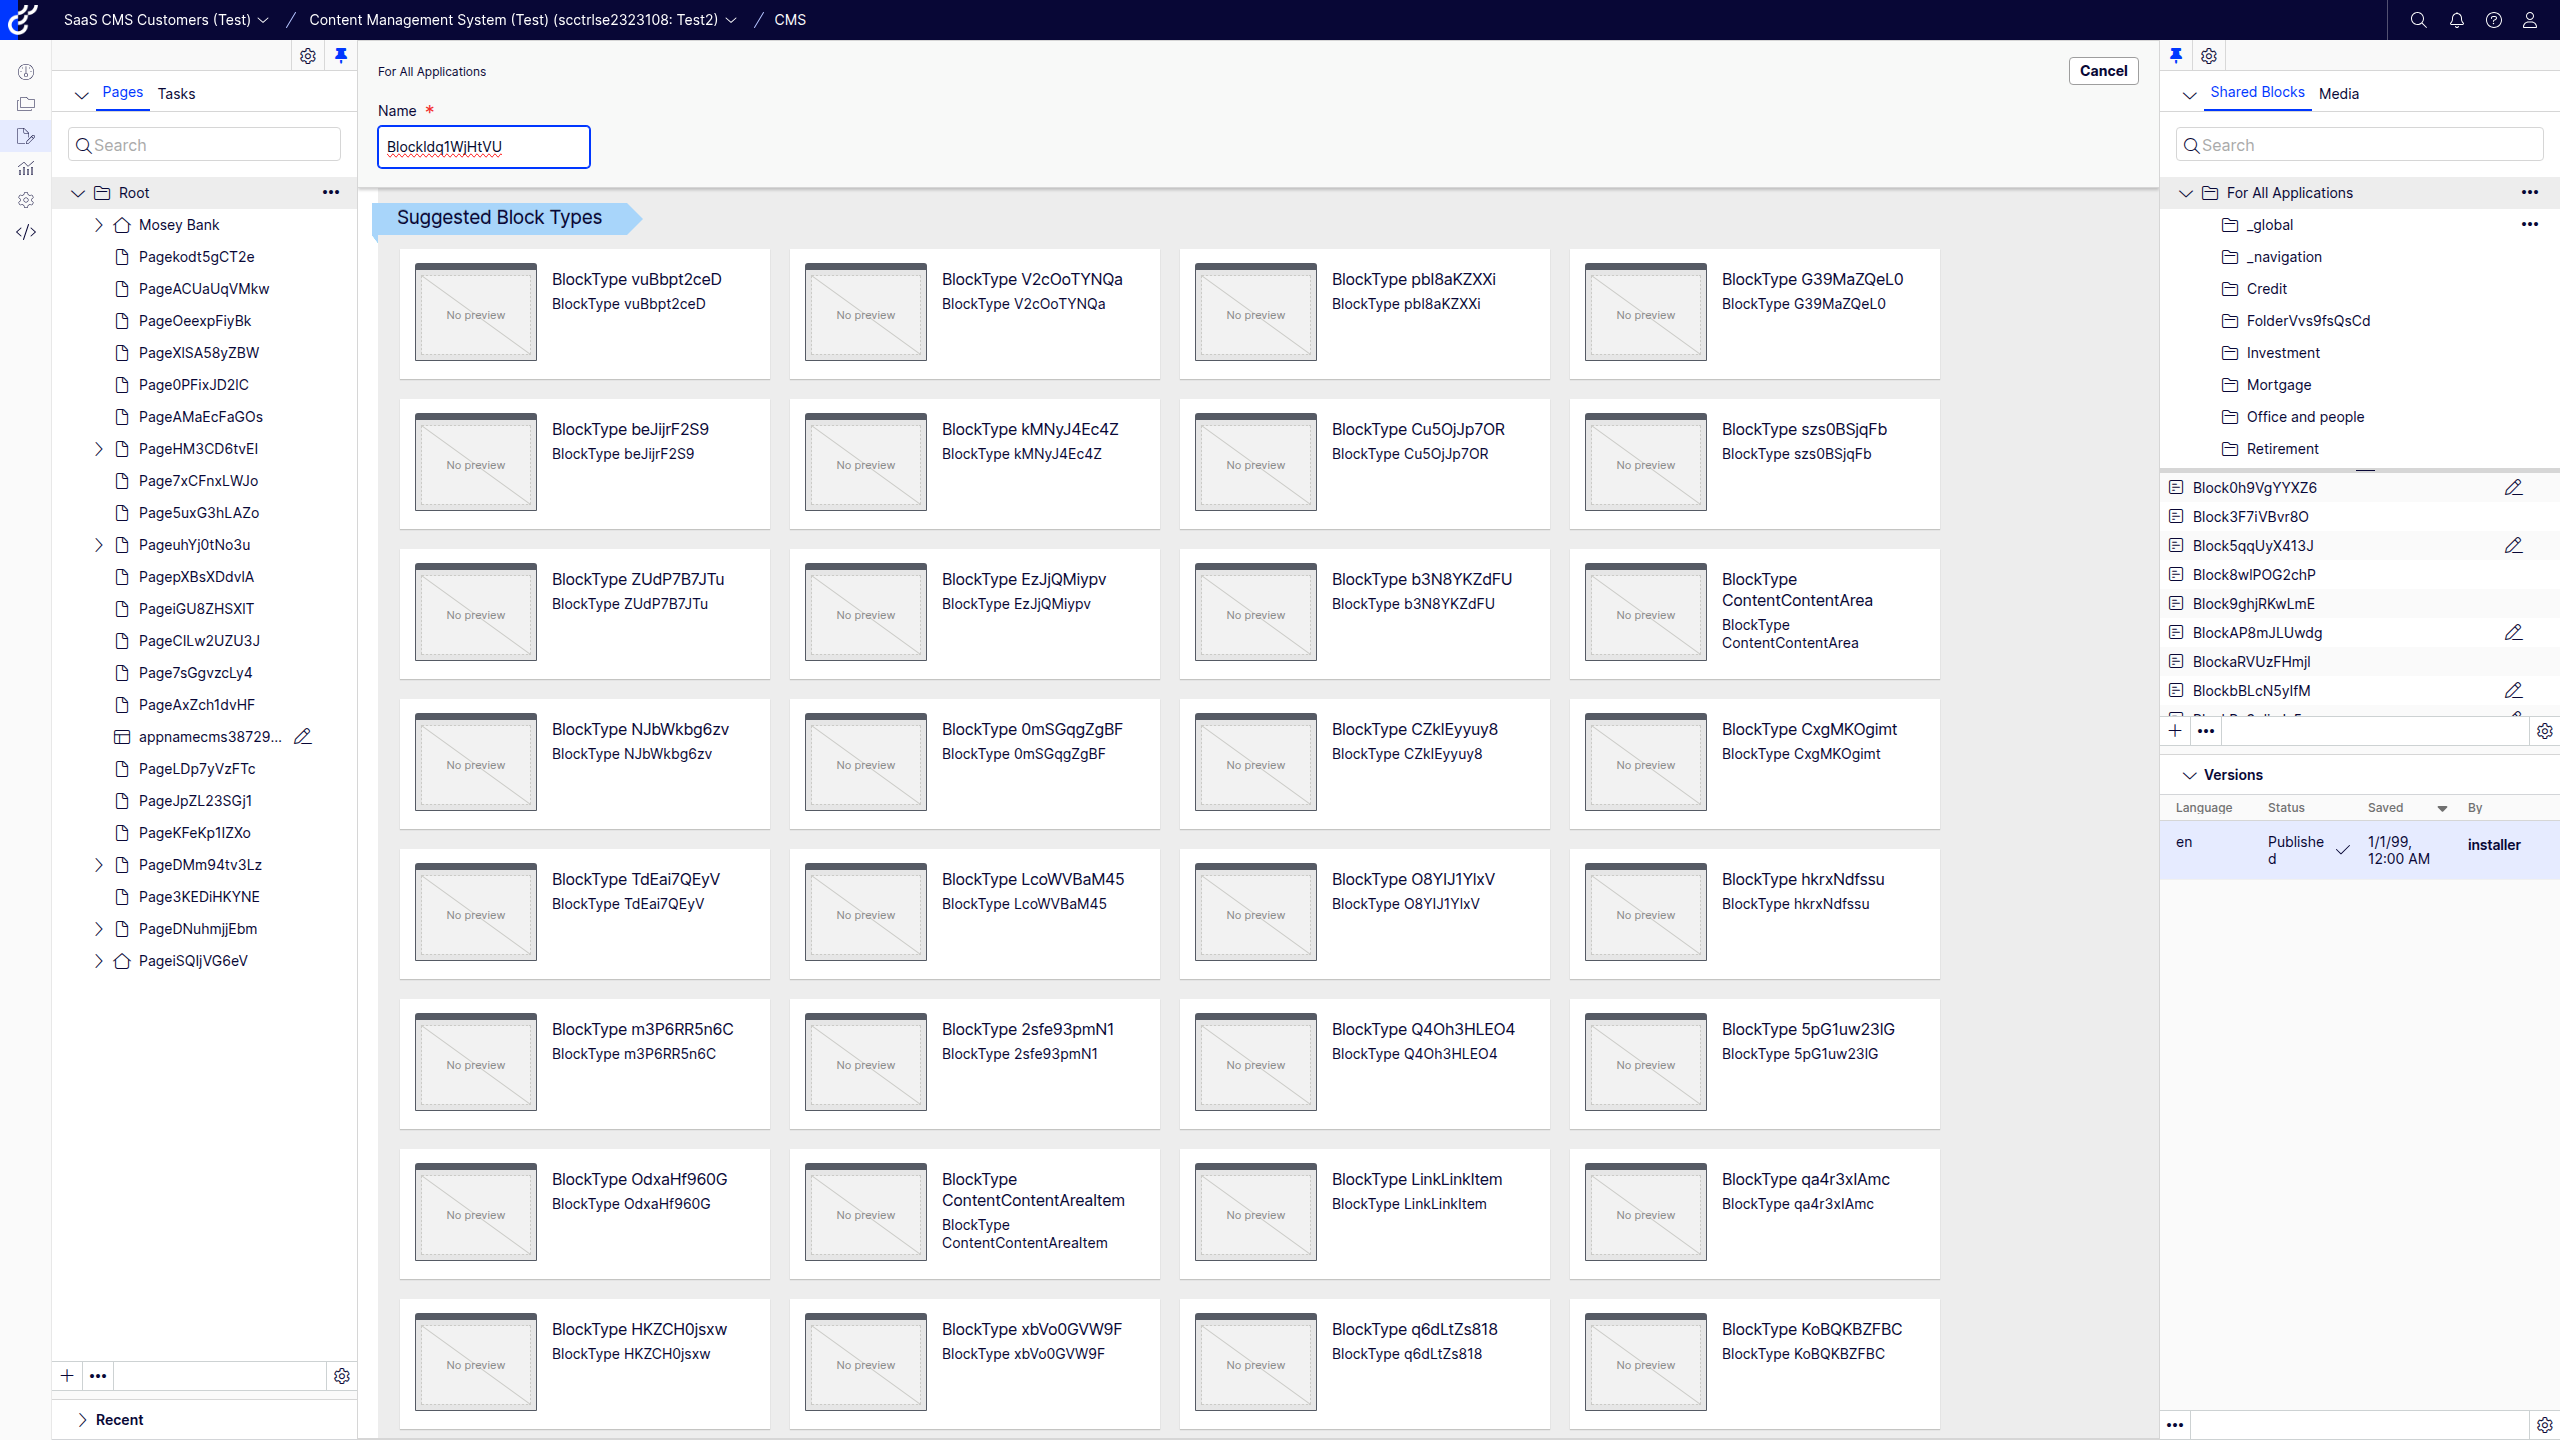 SaaS CMS Customers (Test)
Content Management System (Test) (scctrlse2323108: Test2)
CMS
Pages
Tasks
Search
Root
Mosey Bank
Pagekodt5gCT2e
PageACUaUqVMkw
PageOeexpFiyBk
PageXlSA58yZBW
Page0PFixJD2lC
PageAMaEcFaGOs
PageHM3CD6tvEl
Page7xCFnxLWJo
Page5uxG3hLAZo
PageuhYj0tNo3u
PagepXBsXDdvlA
PageiGU8ZHSXlT
PageClLw2UZU3J
Page7sGgvzcLy4
PageAxZch1dvHF
appnamecms38729...
PageLDp7yVzFTc
PageJpZL23SGj1
PageKFeKp1IZXo
PageDMm94tv3Lz
Page3KEDiHKYNE
PageDNuhmjjEbm
PageiSQljVG6eV
Recent
For All Applications
Cancel
Name *
Blockldq1WjHtVU
Suggested Block Types
No preview
BlockType vuBbpt2ceD
BlockType vuBbpt2ceD
No preview
BlockType V2cOoTYNQa
BlockType V2cOoTYNQa
No preview
BlockType pbl8aKZXXi
BlockType pbl8aKZXXi
No preview
BlockType G39MaZQeL0
BlockType G39MaZQeL0
No preview
BlockType beJijrF2S9
BlockType beJijrF2S9
No preview
BlockType kMNyJ4Ec4Z
BlockType kMNyJ4Ec4Z
No preview
BlockType Cu5OjJp7OR
BlockType Cu5OjJp7OR
No preview
BlockType szs0BSjqFb
BlockType szs0BSjqFb
No preview
BlockType ZUdP7B7JTu
BlockType ZUdP7B7JTu
No preview
BlockType EzJjQMiypv
BlockType EzJjQMiypv
No preview
BlockType b3N8YKZdFU
BlockType b3N8YKZdFU
No preview
BlockType
ContentContentArea
BlockType
ContentContentArea
No preview
BlockType NJbWkbg6zv
BlockType NJbWkbg6zv
No preview
BlockType 0mSGqgZgBF
BlockType 0mSGqgZgBF
No preview
BlockType CZklEyyuy8
BlockType CZklEyyuy8
No preview
BlockType CxgMKOgimt
BlockType CxgMKOgimt
No preview
BlockType TdEai7QEyV
BlockType TdEai7QEyV
No preview
BlockType LcoWVBaM45
BlockType LcoWVBaM45
No preview
BlockType O8YlJ1YlxV
BlockType O8YlJ1YlxV
No preview
BlockType hkrxNdfssu
BlockType hkrxNdfssu
No preview
BlockType m3P6RR5n6C
BlockType m3P6RR5n6C
No preview
BlockType 2sfe93pmN1
BlockType 2sfe93pmN1
No preview
BlockType Q4Oh3HLEO4
BlockType Q4Oh3HLEO4
No preview
BlockType 5pG1uw23lG
BlockType 5pG1uw23lG
No preview
BlockType OdxaHf960G
BlockType OdxaHf960G
No preview
BlockType
ContentContentAreaItem
BlockType
ContentContentAreaItem
No preview
BlockType LinkLinkItem
BlockType LinkLinkItem
No preview
BlockType qa4r3xlAmc
BlockType qa4r3xlAmc
No preview
BlockType HKZCH0jsxw
BlockType HKZCH0jsxw
No preview
BlockType xbVo0GVW9F
BlockType xbVo0GVW9F
No preview
BlockType q6dLtZs818
BlockType q6dLtZs818
No preview
BlockType KoBQKBZFBC
BlockType KoBQKBZFBC
Shared Blocks
Media
Search
For All Applications
_global
_navigation
Credit
FolderVvs9fsQsCd
Investment
Mortgage
Office and people
Retirement
Block0h9VgYYXZ6
Block3F7iVBvr8O
Block5qqUyX413J
Block8wlPOG2chP
Block9ghjRKwLmE
BlockAP8mJLUwdg
BlockaRVUzFHmjl
BlockbBLcN5ylfM
Versions
Language Status Saved By
en
Publishe
d
1/1/99,
12:00 AM
installer